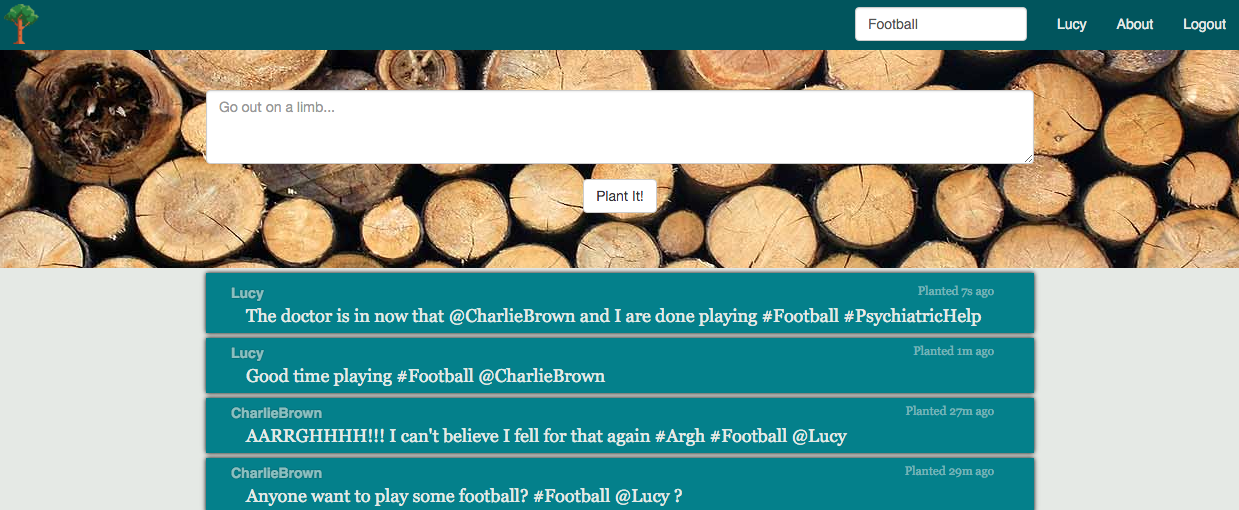 Football
Lucy
About
Logout
Go out on a limb...
Plant It!
Lucy
Planted 7s ago
The doctor is in now that @CharlieBrown and I are done playing #Football #PsychiatricHelp
Lucy
Planted 1m ago
Good time playing #Football @CharlieBrown
CharlieBrown
Planted 27m ago
AARRGHHHH!!! I can't believe I fell for that again #Argh #Football @Lucy
CharlieBrown
Planted 29m ago
Anyone want to play some football? #Football @Lucy ?